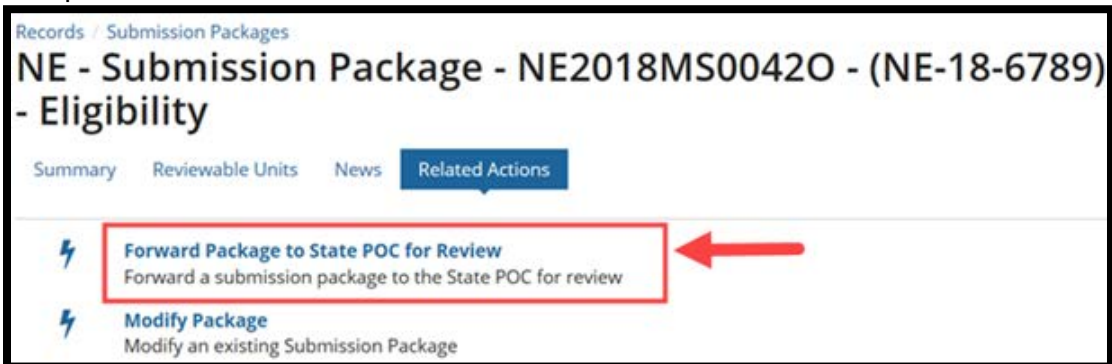 Records / Submission Packages
NE - Submission Package - NE2018MS0042O - (NE-18-6789)
- Eligibility
Summary Reviewable Units News Related Actions
Forward Package to State POC for Review
Forward a submission package to the State POC for review
Modify Package
Modify an existing Submission Package